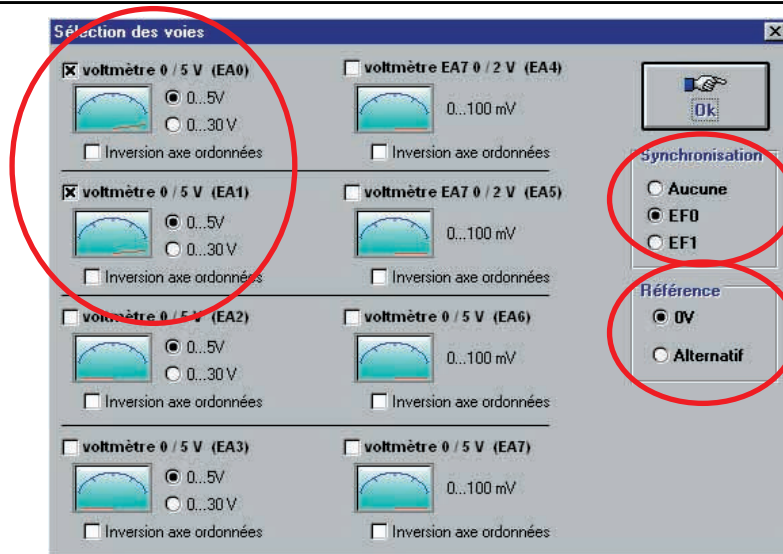 Sélection des voies
voltmètre 0 / 5 V (EA0)
0...5V
0...30 V
Inversion axe ordonnées
voltmètre 0 / 5 V (EA1)
0...5V
0...30 V
Inversion axe ordonnées
voltmètre 0 / 5 V (EA2)
0...5V
0...30 V
Inversion axe ordonnées
voltmètre 0 / 5 V (EA3)
0...5V
0...30 V
Inversion axe ordonnées
voltmètre EA7 0 / 2 V (EA4)
0...100 mV
Inversion axe ordonnées
voltmètre EA7 0 / 2 V (EA5)
0...100 mV
Inversion axe ordonnées
voltmètre 0 / 5 V (EA6)
0...100 mV
Inversion axe ordonnées
voltmètre 0 / 5 V (EA7)
0...100 mV
Inversion axe ordonnées
Ok
Synchronisation
Aucune
EF0
EF1
Référence
0V
Alternatif